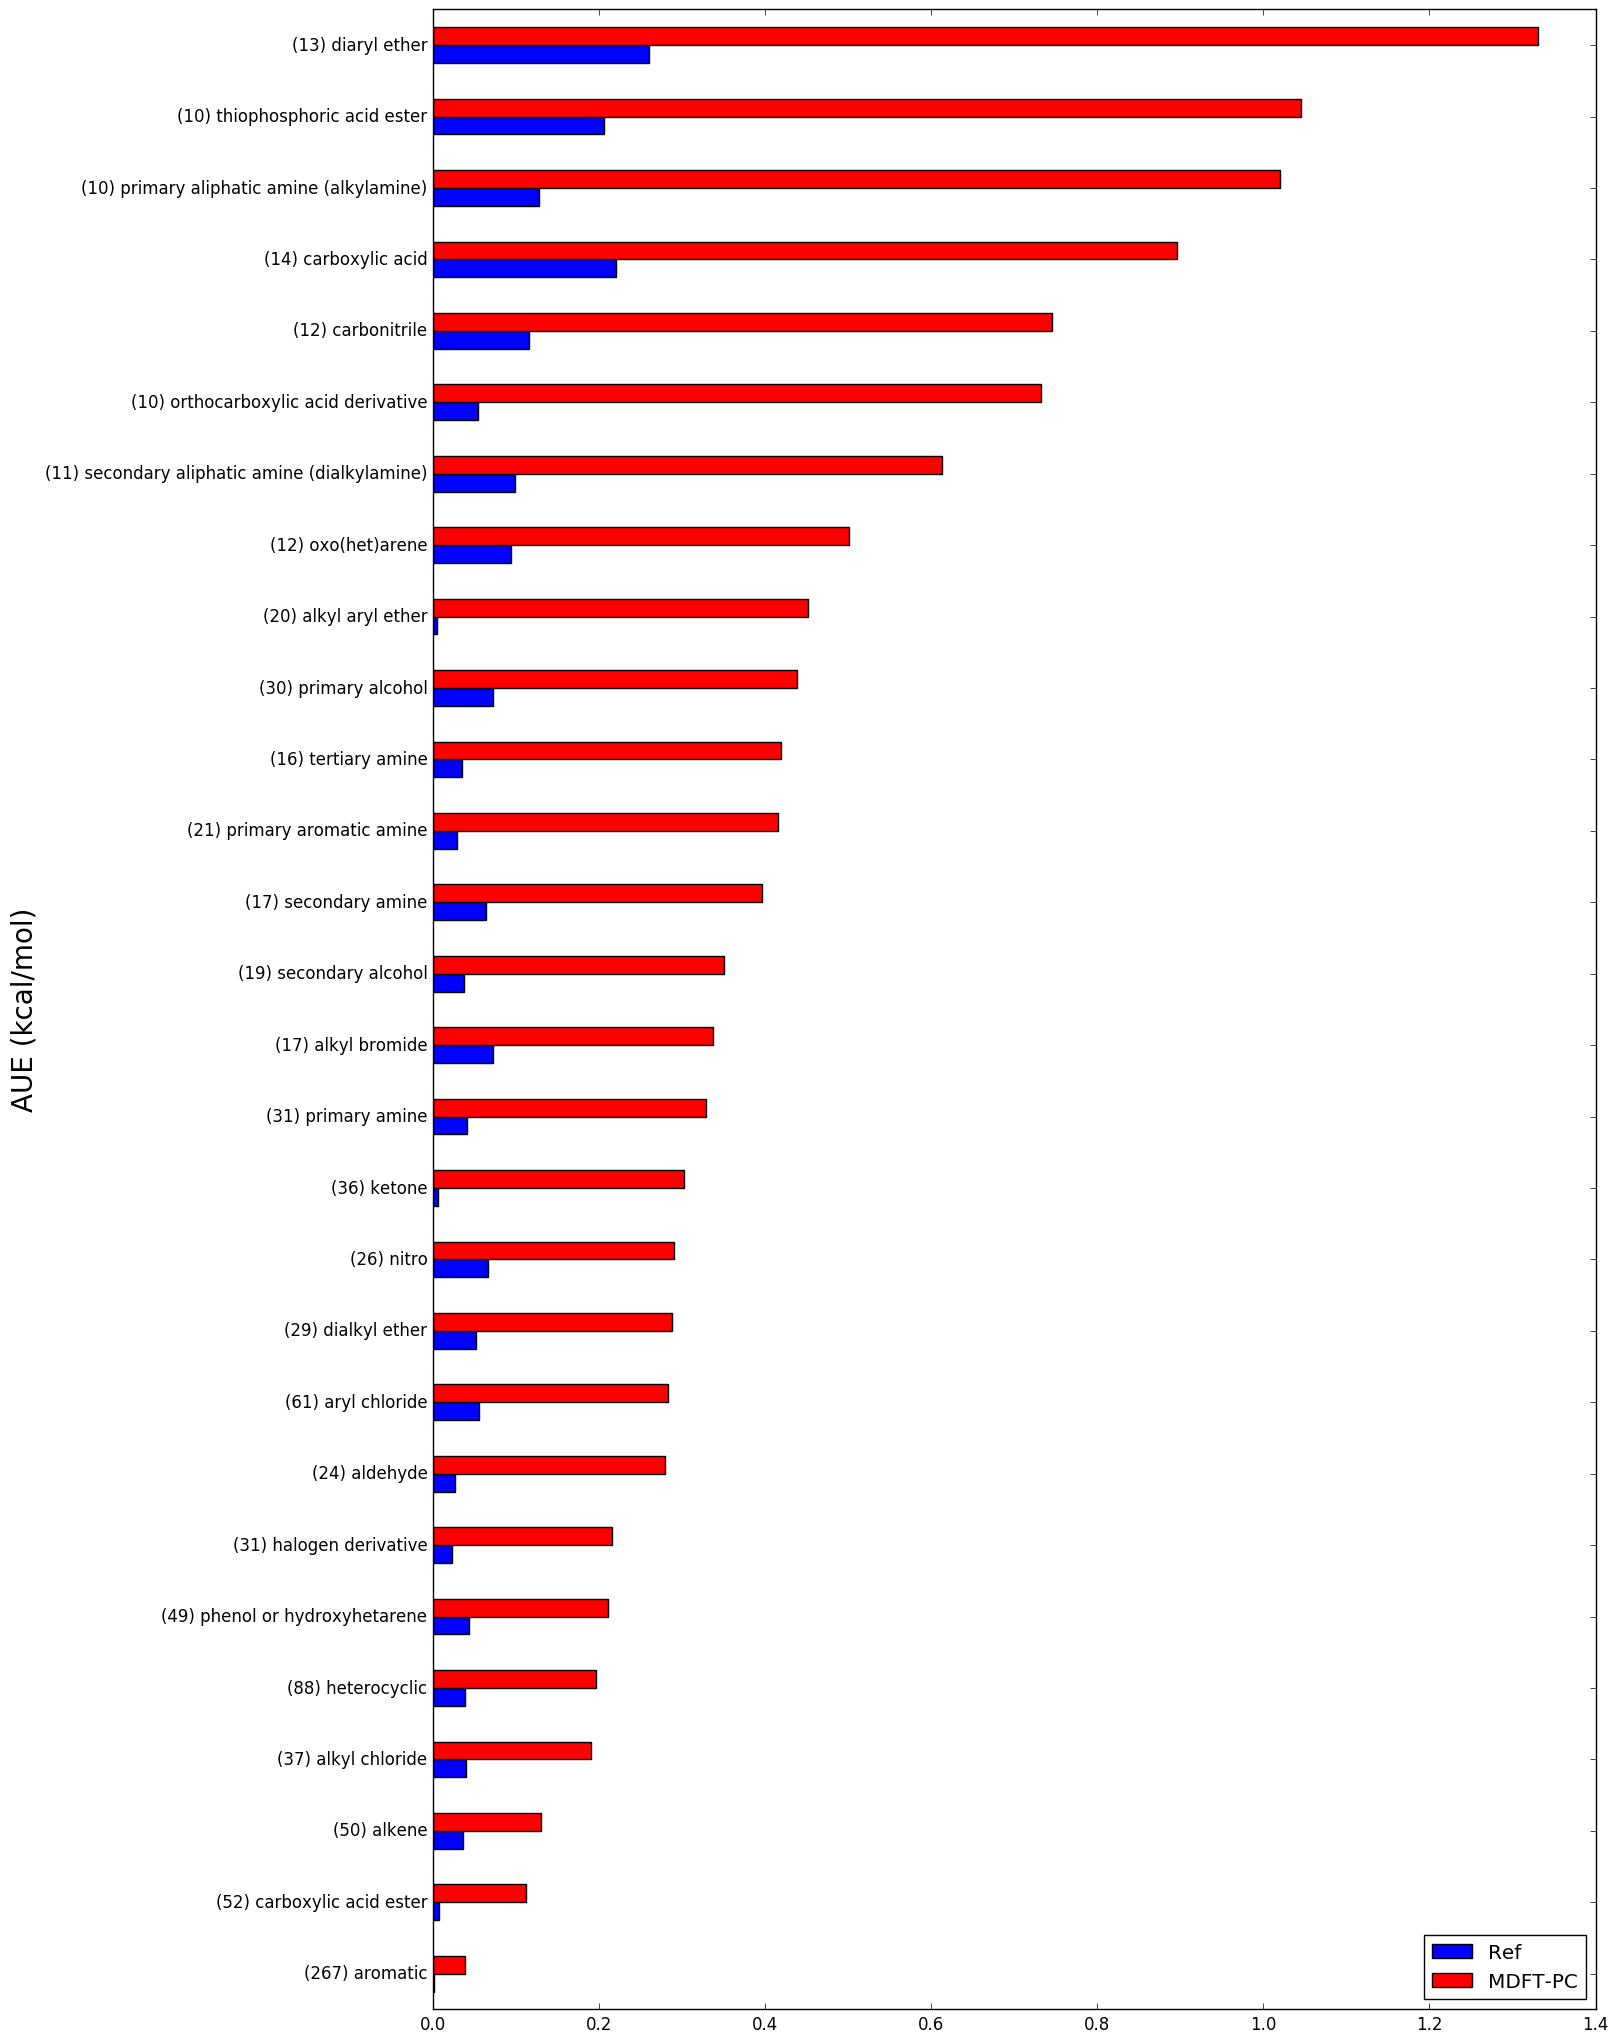 (13) diaryl ether
(10) thiophosphoric acid ester
(10) primary aliphatic amine (alkylamine)
(14) carboxylic acid
(12) carbonitrile
(10) orthocarboxylic acid derivative
(11) secondary aliphatic amine (dialkylamine)
(12) oxo(het)arene
(20) alkyl aryl ether
(30) primary alcohol
(16) tertiary amine
(21) primary aromatic amine
(17) secondary amine
(19) secondary alcohol
(17) alkyl bromide
(31) primary amine
(36) ketone
(26) nitro
(29) dialkyl ether
(61) aryl chloride
(24) aldehyde
(31) halogen derivative
(49) phenol or hydroxyhetarene
(88) heterocyclic
(37) alkyl chloride
(50) alkene
(52) carboxylic acid ester
(267) aromatic
AUE (kcal/mol)
Ref
MDFT-PC
0.0 0.2 0.4 0.6 0.8 1.0 1.2 1.4